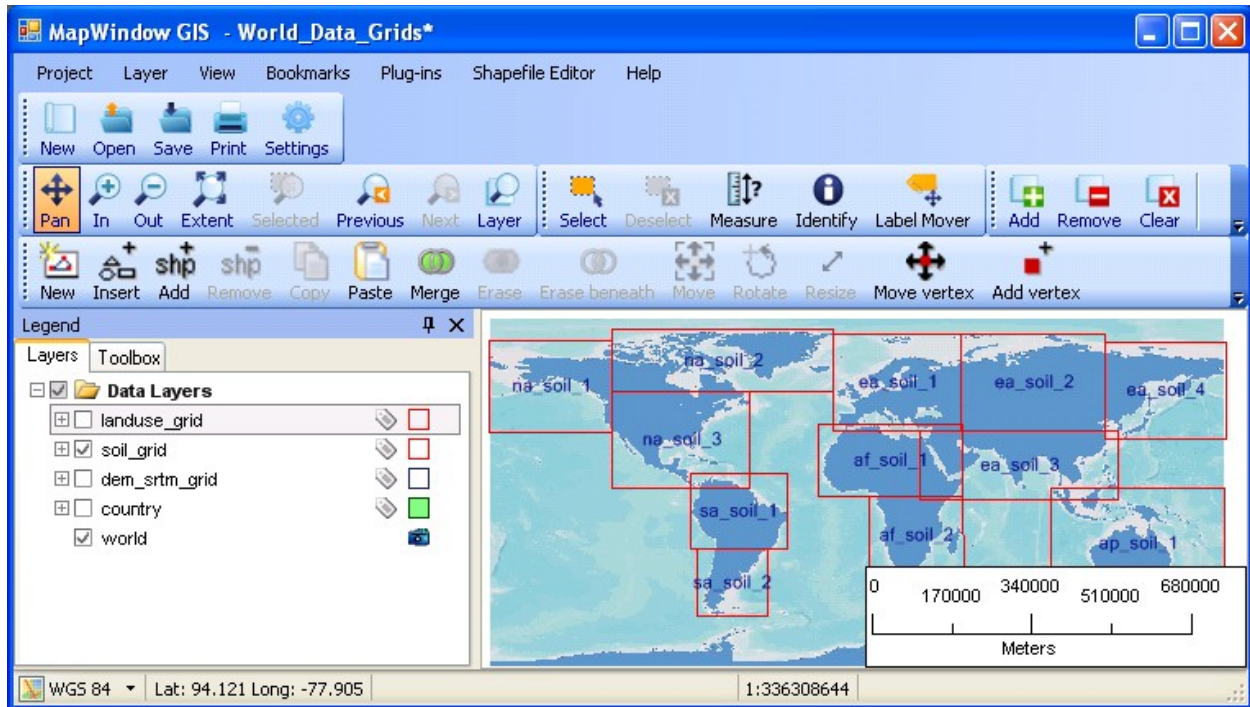 MapWindow GIS - World_Data_Grids*
Project Layer View Bookmarks Plug-ins Shapefile Editor Help
New Open Save Print Settings
Pan In Out Extent Selected Previous Next Layer Select Deselect Measure Identify Label Mover Add Remove Clear
shp shp
New Insert Add Remove Copy Paste Merge Erase Erase beneath Move Rotate Resize Move vertex Add vertex
Legend
Layers Toolbox
Data Layers
landuse_grid
soil_grid
dem_srtm_grid
country
world
na_soil_1
na_soil_2
na_soil_3
ea_soil_1
ea_soil_2
ea_soil_4
af_soil_1
ea_soil_3
sa_soil_1
af_soil_2
ap_soil_1
sa_soil_2
0 170000 340000 510000 680000
Meters
WGS 84 Lat: 94.121 Long: -77.905 1:336308644